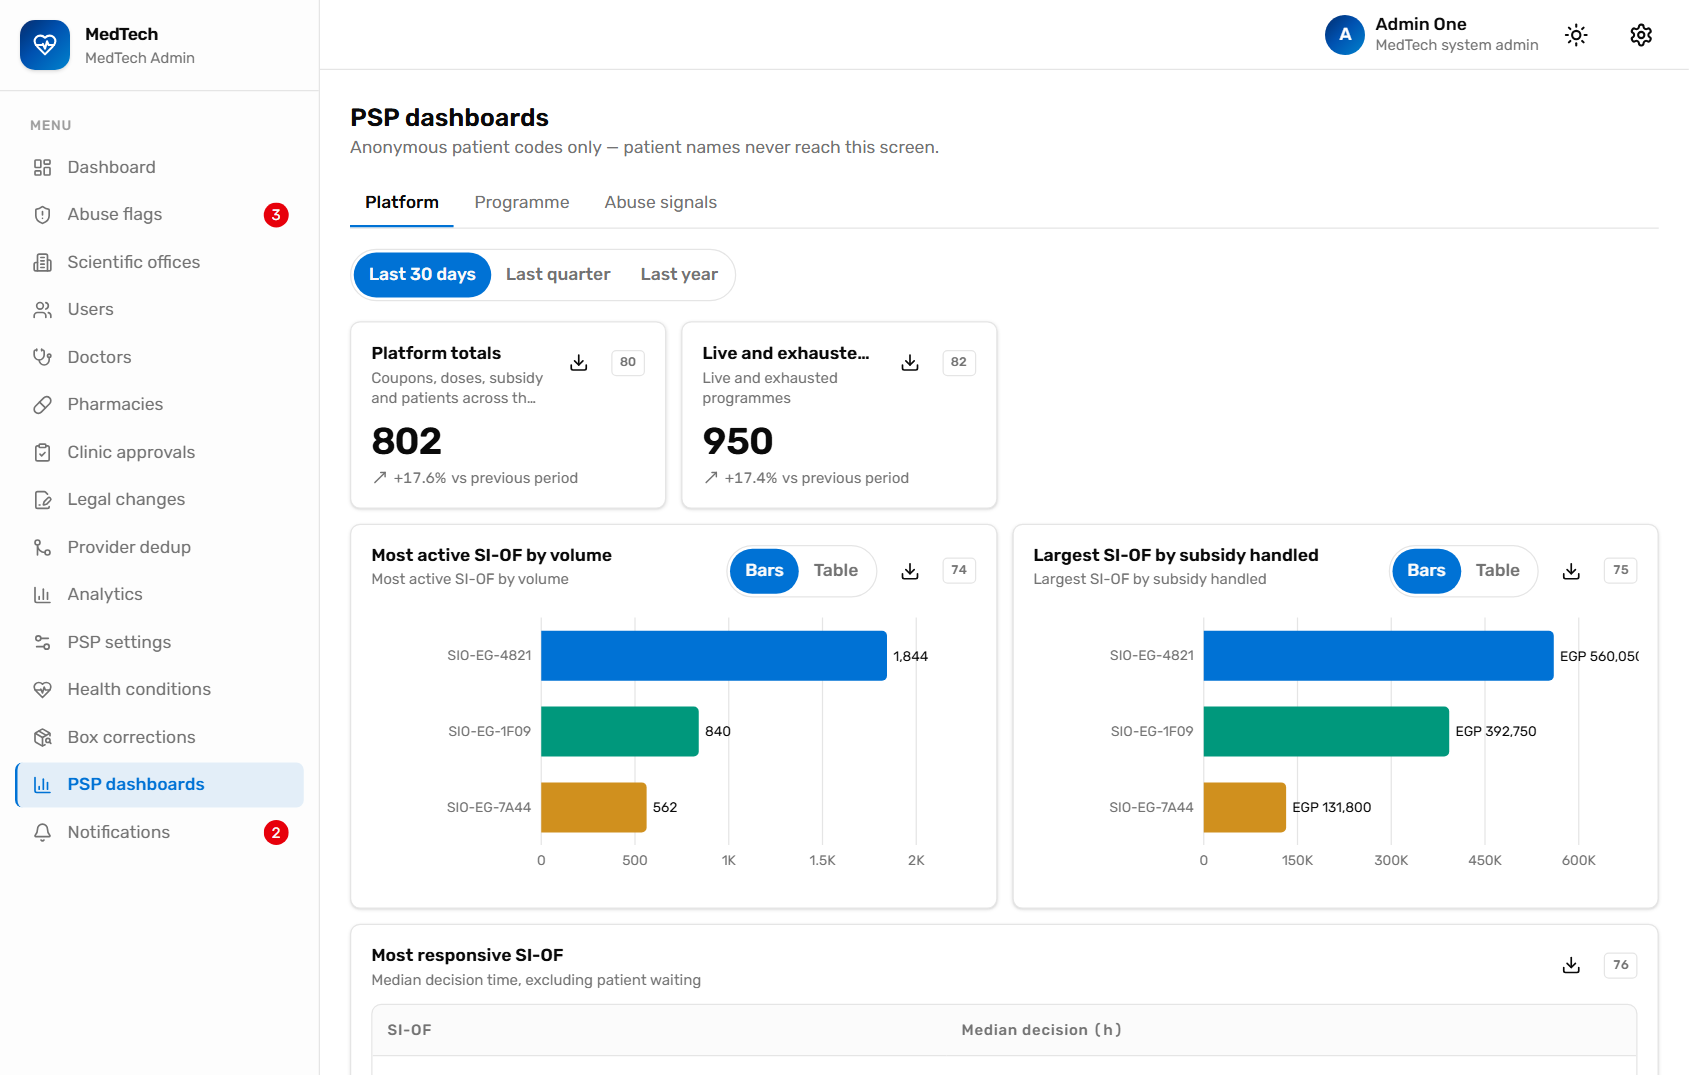 MedTech
MedTech Admin
Admin One
MedTech system admin
A
MENU
Dashboard
Abuse flags
3
Scientific offices
Users
Doctors
Pharmacies
Clinic approvals
Legal changes
Provider dedup
Analytics
PSP settings
Health conditions
Box corrections
PSP dashboards
Notifications
2
PSP dashboards
Anonymous patient codes only — patient names never reach this screen.
Platform
Programme
Abuse signals
Last 30 days
Last quarter
Last year
Platform totals
80
Coupons, doses, subsidy
and patients across th...
802
+17.6% vs previous period
Live and exhauste...
82
Live and exhausted
programmes
950
+17.4% vs previous period
Most active SI-OF by volume
Most active SI-OF by volume
Bars
Table
74
SIO-EG-4821
1,844
SIO-EG-1F09
840
SIO-EG-7A44
562
0
500
1K
1.5K
2K
Largest SI-OF by subsidy handled
Largest SI-OF by subsidy handled
Bars
Table
75
SIO-EG-4821
EGP 560,050
SIO-EG-1F09
EGP 392,750
SIO-EG-7A44
EGP 131,800
0
150K
300K
450K
600K
Most responsive SI-OF
Median decision time, excluding patient waiting
76
SI-OF
Median decision (h)